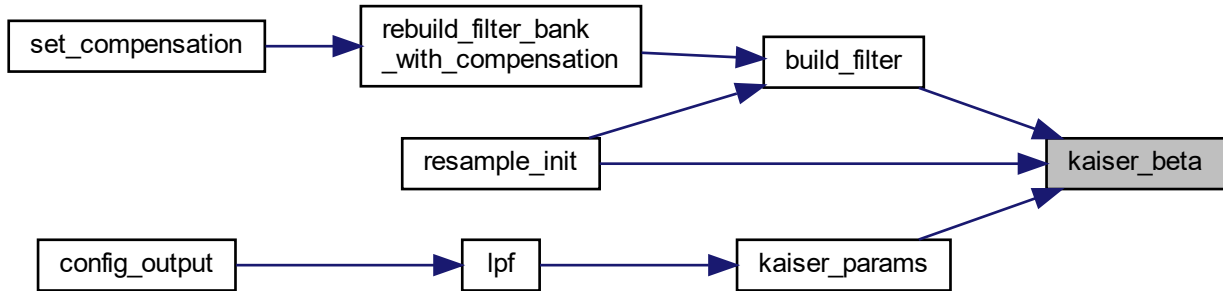 set_compensation
rebuild_filter_bank
_with_compensation
build_filter
resample_init
kaiser_beta
config_output
lpf
kaiser_params